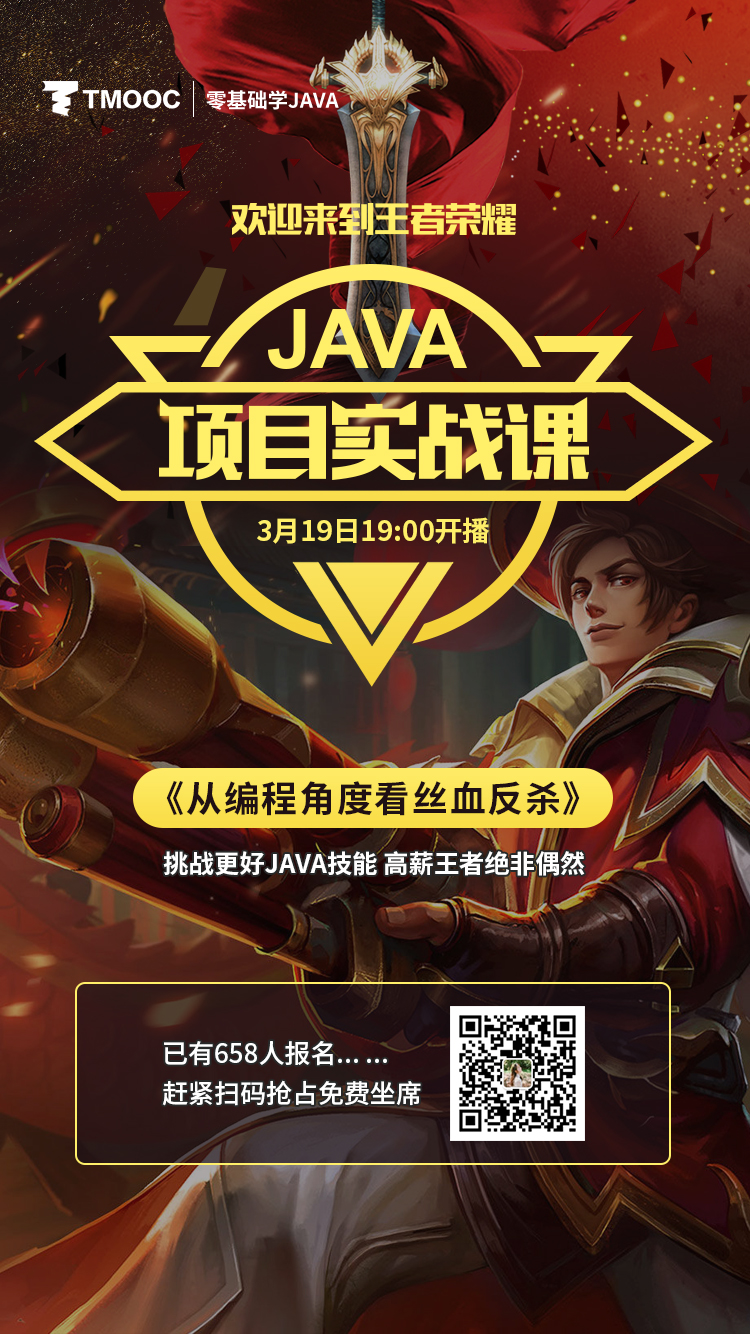 TMOOC 零基础学JAVA
欢迎来到王者荣耀
JAVA
项目实战课
3月19日19:00开播
《从编程角度看丝血反杀》
挑战更好JAVA技能 高薪王者绝非偶然
已有658人报名... ...
赶紧扫码抢占免费坐席